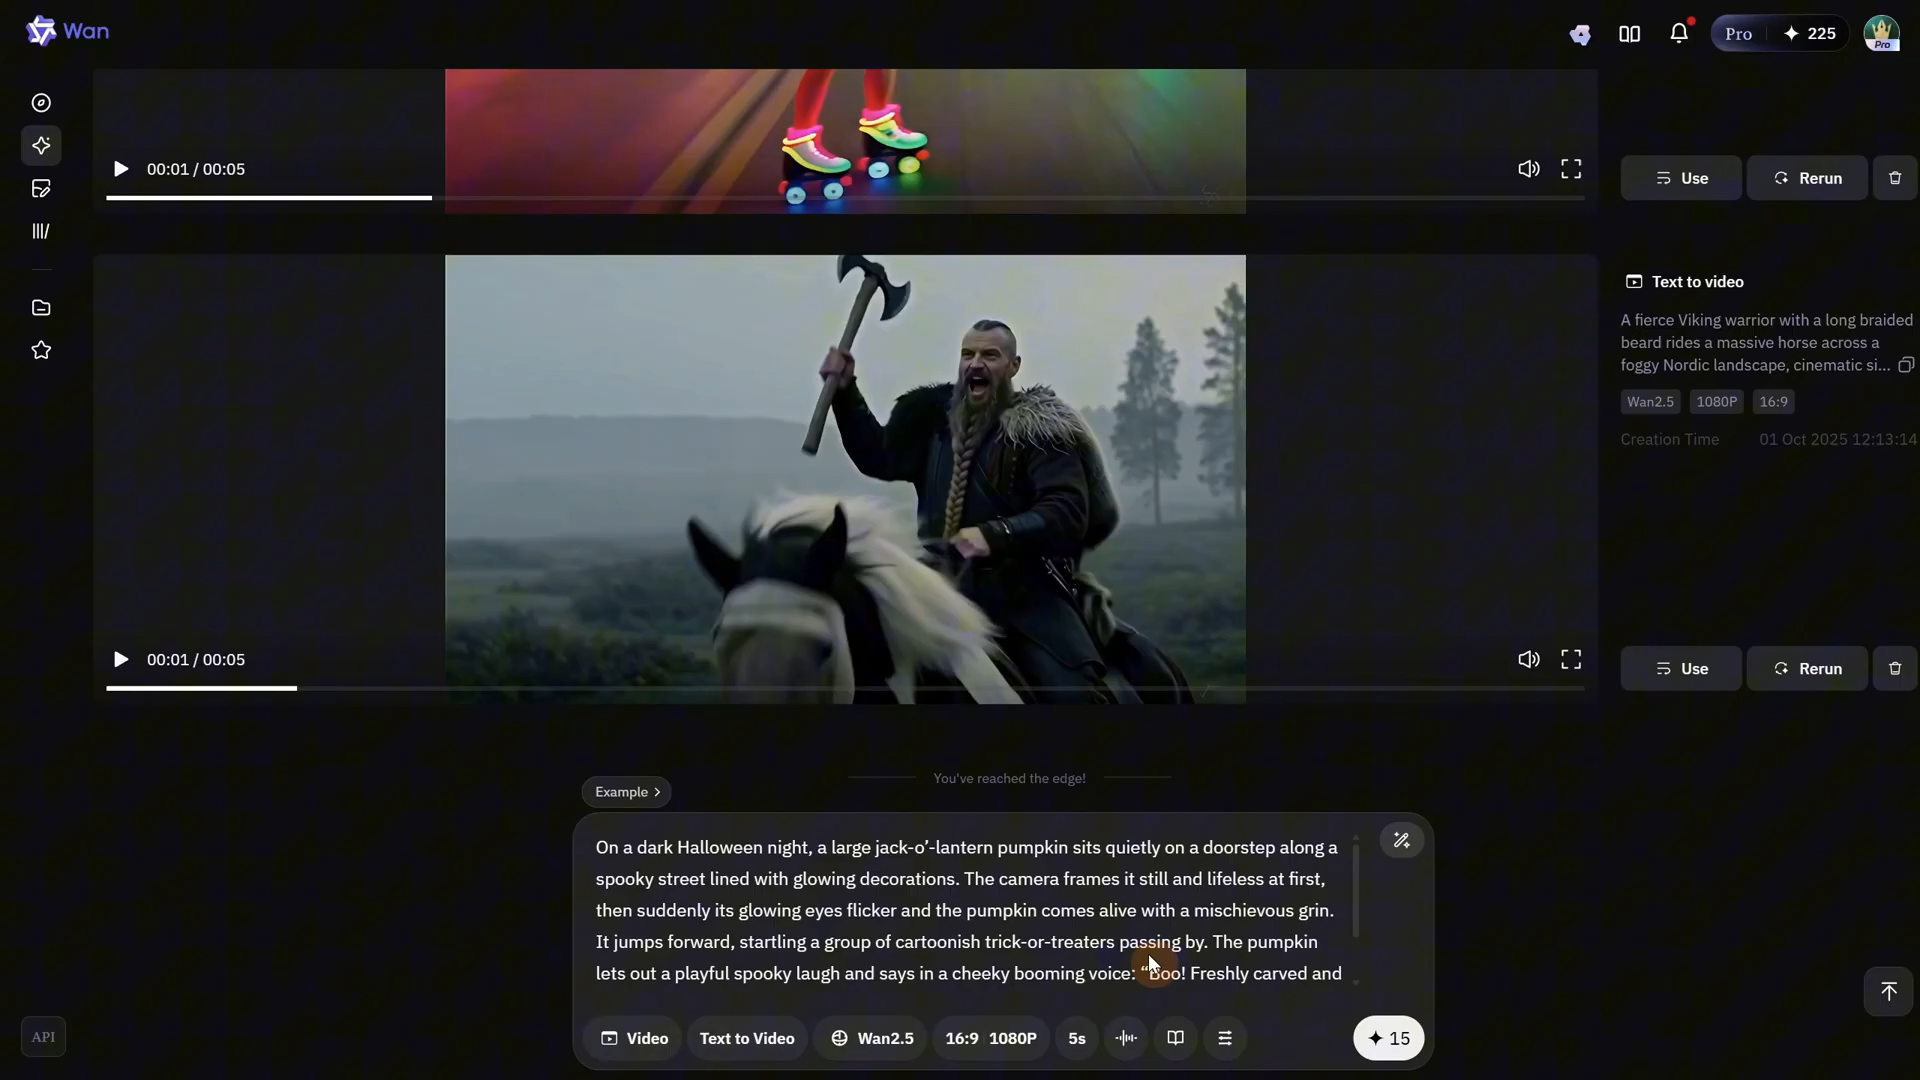 Wan
Pro
225
Pro
00:01 / 00:05
Use
Rerun
Text to video
A fierce Viking warrior with a long braided
beard rides a massive horse across a
foggy Nordic landscape, cinematic si...
Wan2.5
1080P
16:9
Creation Time
01 Oct 2025 12:13:14
00:01 / 00:05
Use
Rerun
You've reached the edge!
Example
On a dark Halloween night, a large jack-o’-lantern pumpkin sits quietly on a doorstep along a
spooky street lined with glowing decorations. The camera frames it still and lifeless at first,
then suddenly its glowing eyes flicker and the pumpkin comes alive with a mischievous grin.
It jumps forward, startling a group of cartoonish trick-or-treaters passing by. The pumpkin
lets out a playful spooky laugh and says in a cheeky booming voice: “Boo! Freshly carved and
API
Video
Text to Video
Wan2.5
16:9 1080P
5s
15